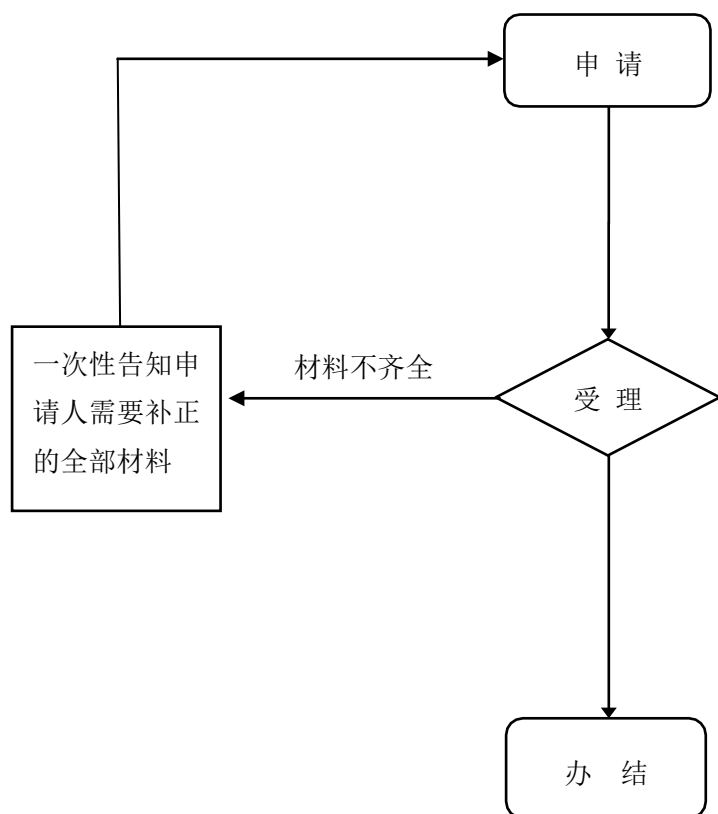 申 请
材料不齐全
一次性告知申
请人需要补正
的全部材料
受 理
办 结